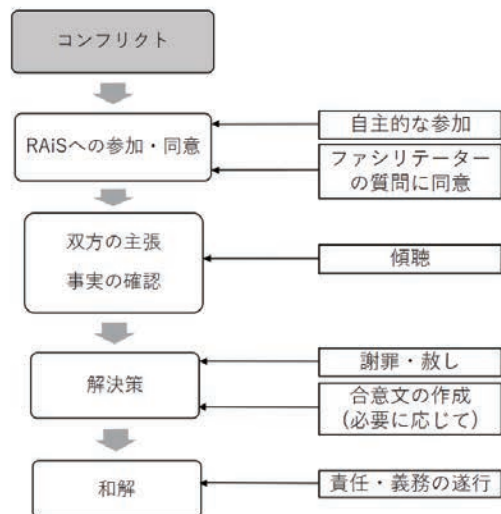 コンフリクト
RAiSへの参加・同意
自主的な参加
ファシリテーター
の質問に同意
双方の主張
事実の確認
傾聴
解決策
謝罪・赦し
合意文の作成
(必要に応じて)
和解
責任・義務の遂行